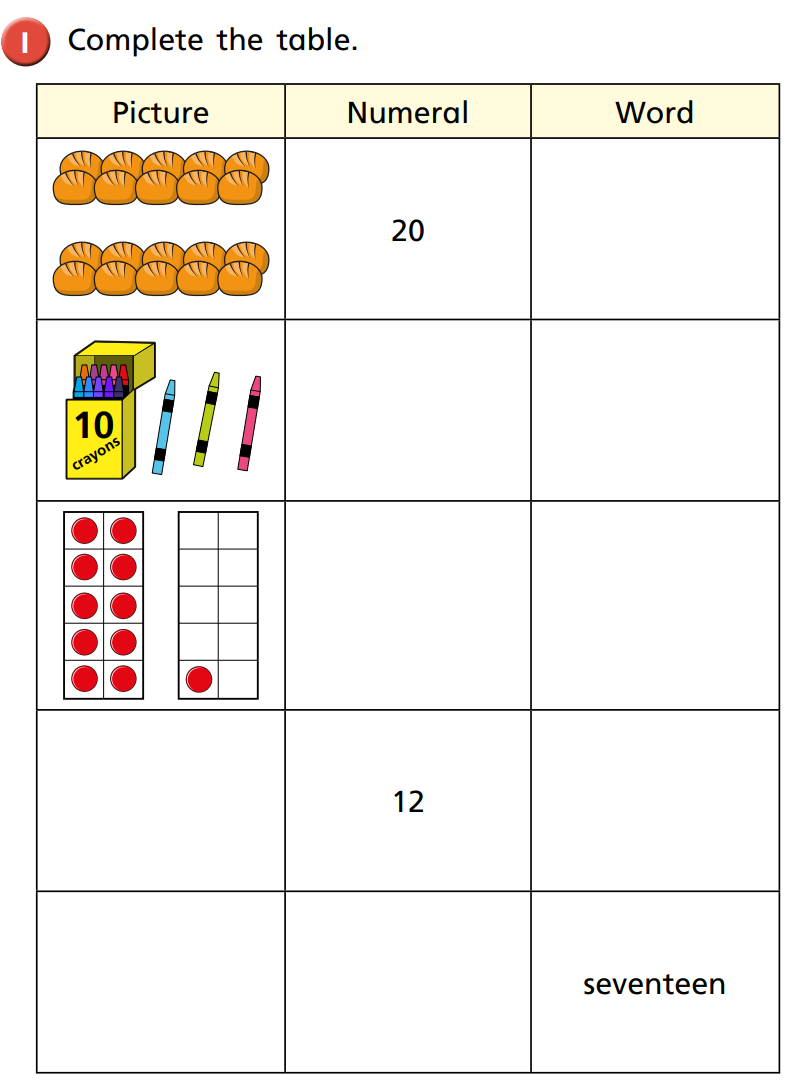 1 Complete the table.
Picture Numeral Word
20
10
crayons
12
seventeen